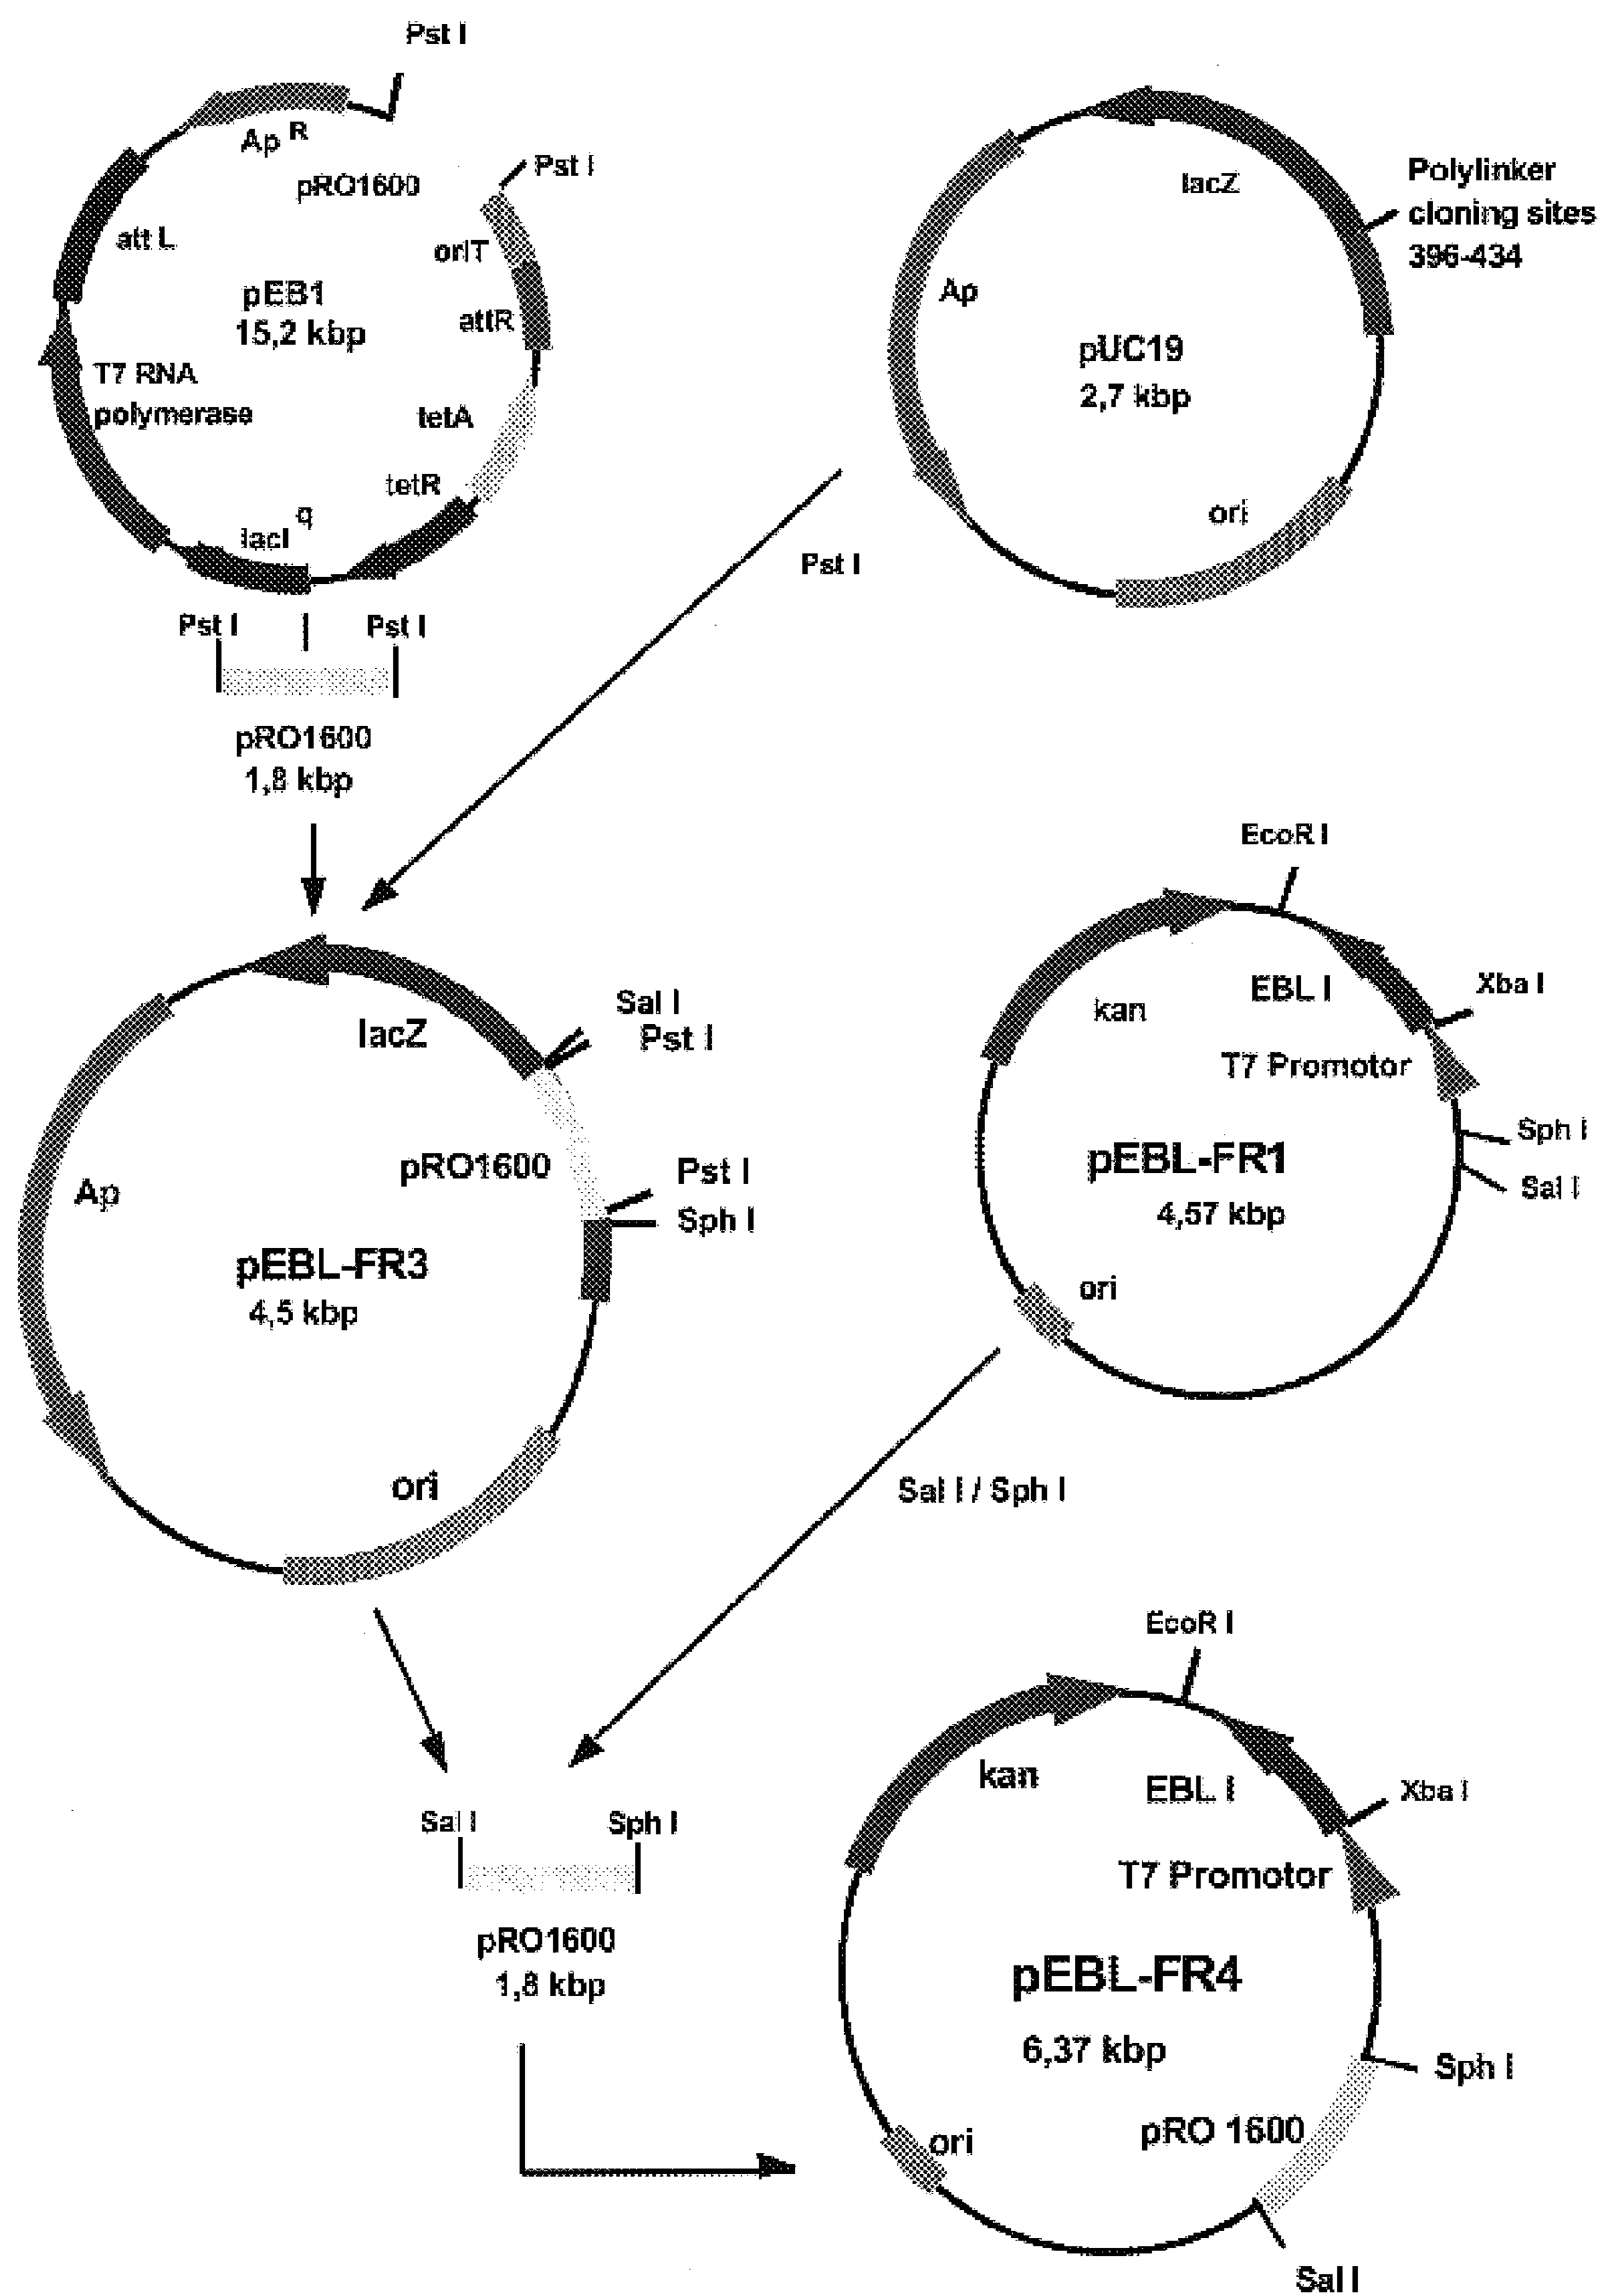 Pst I
Ap R
pRO1600
Pst I
oriT
att L
pEB1
15,2 kbp
attR
T7 RNA
polymerase
tetA
tetR
lacI q
Pst I
I
Pst I
pRO1600
1,8 kbp
lacZ
Polylinker
cloning sites
396-434
Ap
pUC19
2,7 kbp
ori
Pst I
lacZ
Sal I
Pst I
pRO1600
Pst I
Sph I
Ap
pEBL-FR3
4,5 kbp
ori
EcoR I
kan
EBL I
Xba I
T7 Promotor
Sph I
Sal I
pEBL-FR1
4,57 kbp
ori
Sal I / Sph I
Sal I
Sph I
pRO1600
1,8 kbp
EcoR I
kan
EBL I
Xba I
T7 Promotor
pEBL-FR4
6,37 kbp
Sph I
pRO 1600
ori
Sal I